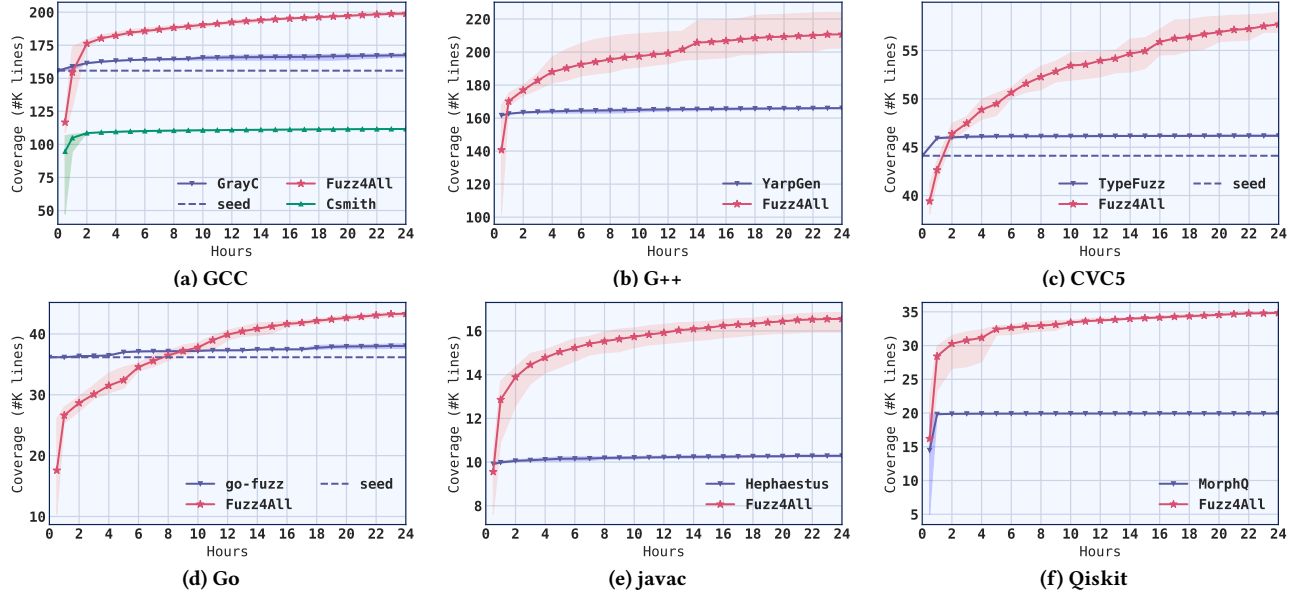 200
175
150
125
100
75
50
Coverage (#K lines)
GrayC
seed
Fuzz4All
Csmith
0 2 4 6 8 10 12 14 16 18 20 22 24
Hours
(a) GCC
220
200
180
160
140
120
100
Coverage (#K lines)
YarpGen
Fuzz4All
0 2 4 6 8 10 12 14 16 18 20 22 24
Hours
(b) G++
55
50
45
40
Coverage (#K lines)
TypeFuzz
Fuzz4All
seed
0 2 4 6 8 10 12 14 16 18 20 22 24
Hours
(c) CVC5
40
30
20
10
Coverage (#K lines)
go-fuzz
Fuzz4All
seed
0 2 4 6 8 10 12 14 16 18 20 22 24
Hours
(d) Go
16
14
12
10
8
Coverage (#K lines)
Hephaestus
Fuzz4All
0 2 4 6 8 10 12 14 16 18 20 22 24
Hours
(e) javac
35
30
25
20
15
10
5
Coverage (#K lines)
MorphQ
Fuzz4All
0 2 4 6 8 10 12 14 16 18 20 22 24
Hours
(f) Qiskit